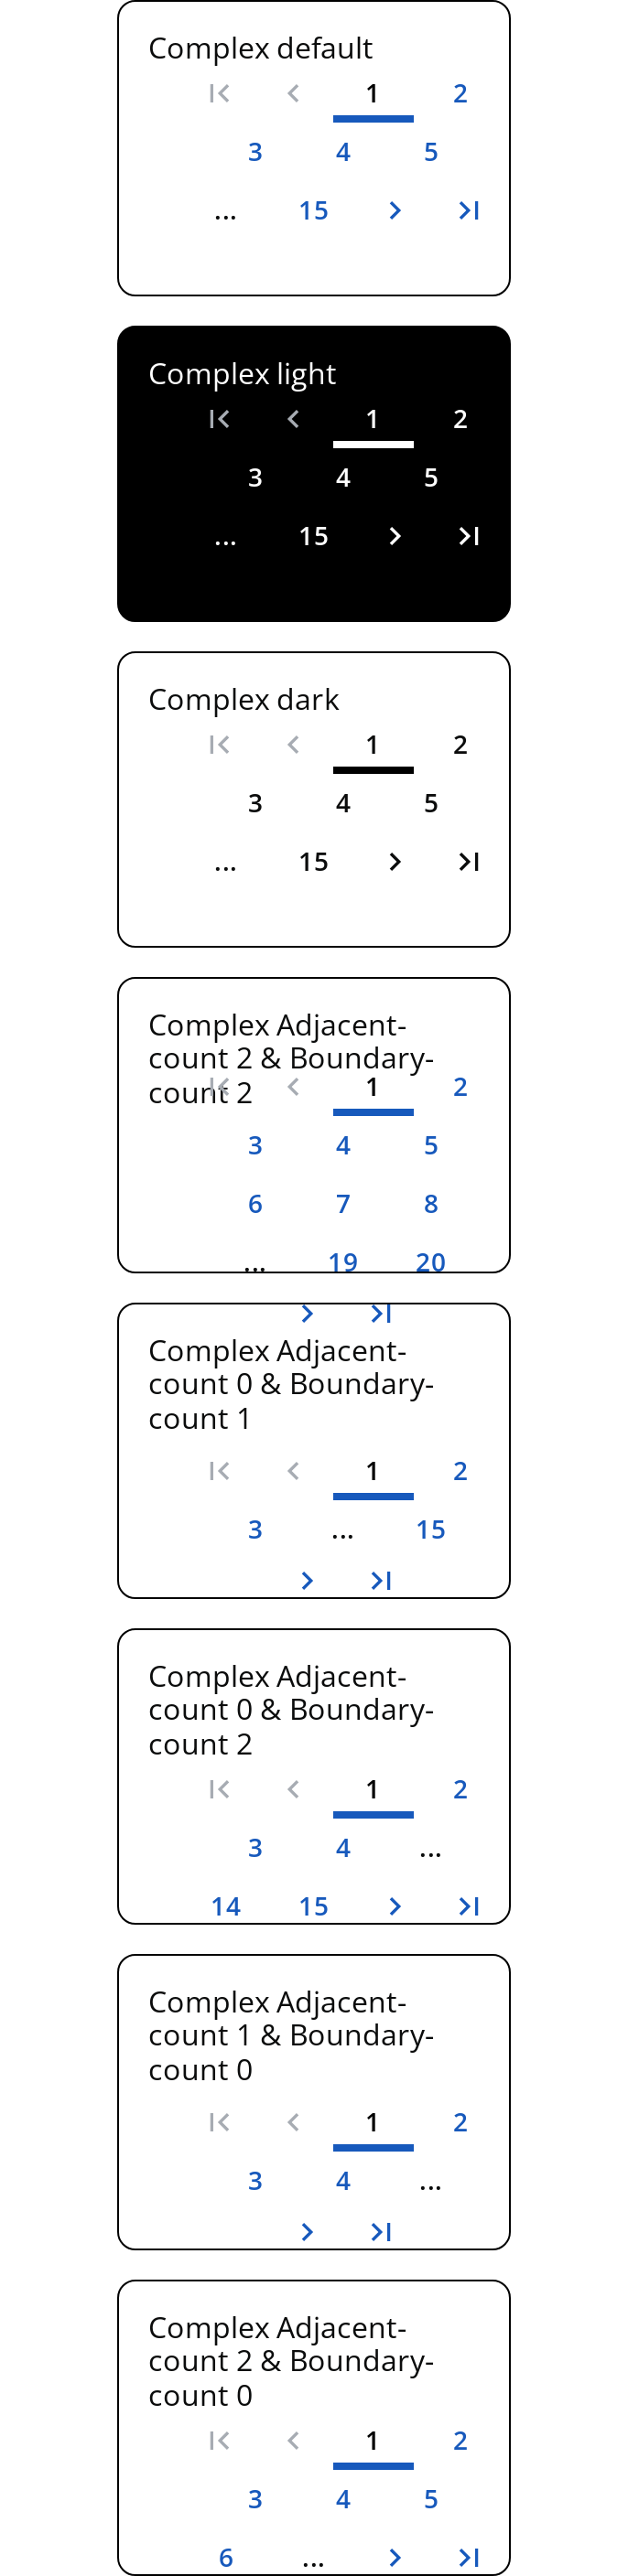 Complex default
1 2
3 4 5
... 15
Complex light
1 2
3 4 5
... 15
Complex dark
1 2
3 4 5
... 15
Complex Adjacent-
count 2 & Boundary-
count 2
1 2
3 4 5
6 7 8
... 19 20
Complex Adjacent-
count 0 & Boundary-
count 1
1 2
3 ... 15
Complex Adjacent-
count 0 & Boundary-
count 2
1 2
3 4 ...
14 15
Complex Adjacent-
count 1 & Boundary-
count 0
1 2
3 4 ...
Complex Adjacent-
count 2 & Boundary-
count 0
1 2
3 4 5
6 ...